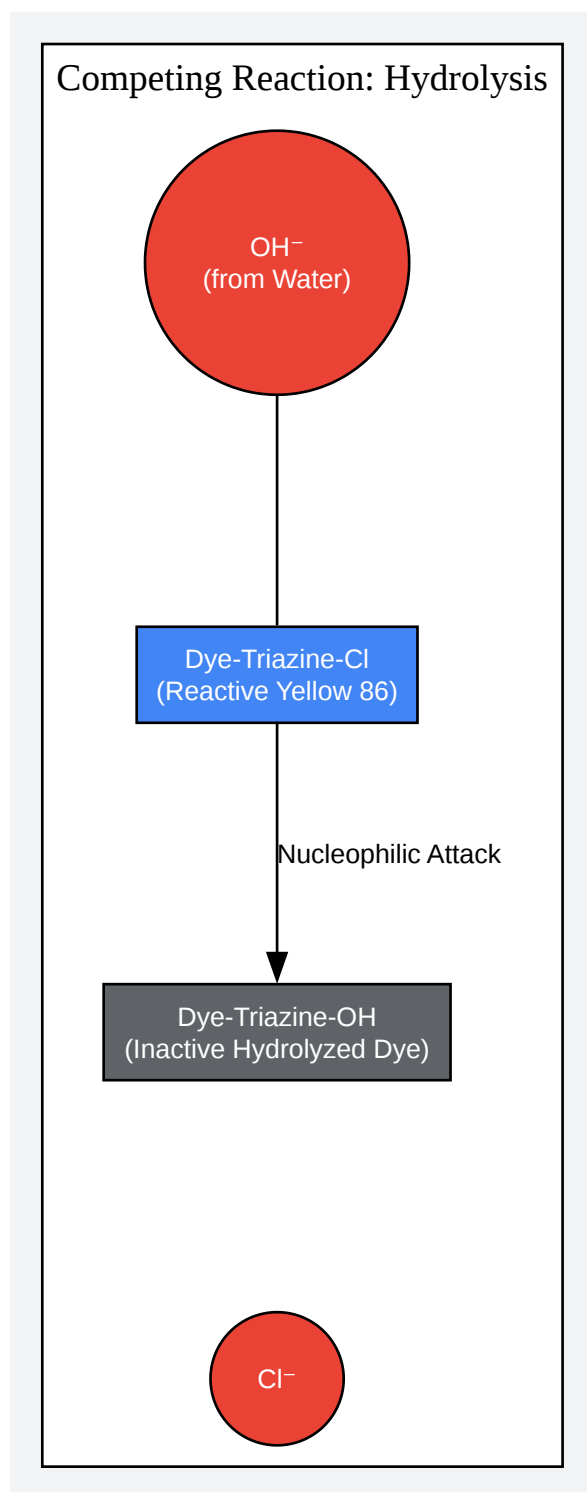 Competing Reaction: Hydrolysis
OH⁻
(from Water)
Dye-Triazine-Cl
(Reactive Yellow 86)
Nucleophilic Attack
Dye-Triazine-OH
(Inactive Hydrolyzed Dye)
Cl⁻